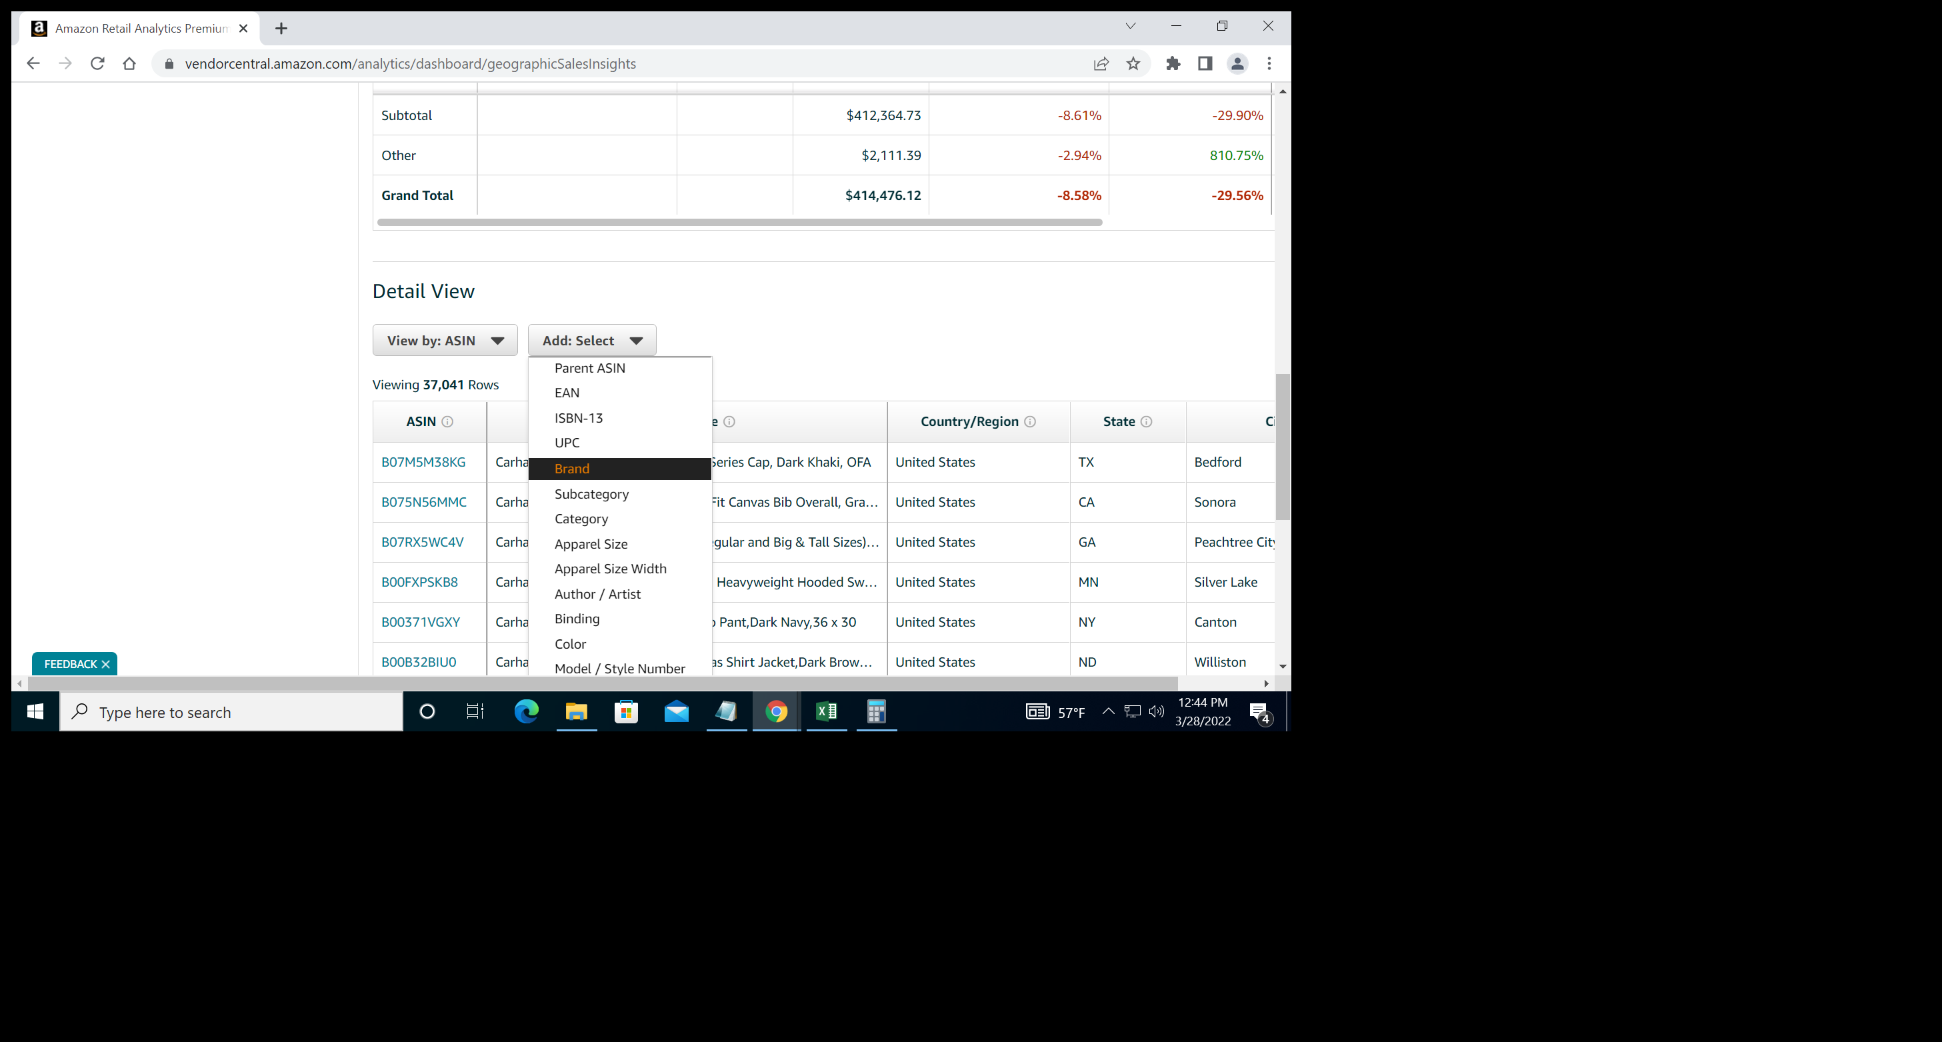 Amazon Retail Analytics Premium
vendorcentral.amazon.com/analytics/dashboard/geographicSalesInsights
Subtotal $412,364.73 -8.61% -29.90%
Other $2,111.39 -2.94% 810.75%
Grand Total $414,476.12 -8.58% -29.56%
Detail View
View by: ASIN Add: Select
Parent ASIN
Viewing 37,041 Rows
EAN
ISBN-13
UPC
Brand
Subcategory
Category
Apparel Size
Apparel Size Width
Author / Artist
Binding
Color
Model / Style Number
ASIN e Country/Region State Ci
B07M5M38KG Carha Series Cap, Dark Khaki, OFA United States TX Bedford
B075N56MMC Carha Fit Canvas Bib Overall, Gra... United States CA Sonora
B07RX5WC4V Carha egular and Big & Tall Sizes)... United States GA Peachtree City
B00FXPSKB8 Carha Heavyweight Hooded Sw... United States MN Silver Lake
B00371VGXY Carha o Pant,Dark Navy,36 x 30 United States NY Canton
B00B32BIU0 Carha as Shirt Jacket,Dark Brow... United States ND Williston
FEEDBACK
Type here to search 57°F 12:44 PM
3/28/2022 4